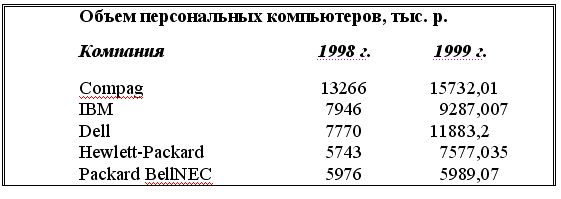 Объем персональных компьютеров, тыс. р.
Компания 1998 г. 1999 г.
Compag 13266 15732,01
IBM 7946 9287,007
Dell 7770 11883,2
Hewlett-Packard 5743 7577,035
Packard BellNEC 5976 5989,07